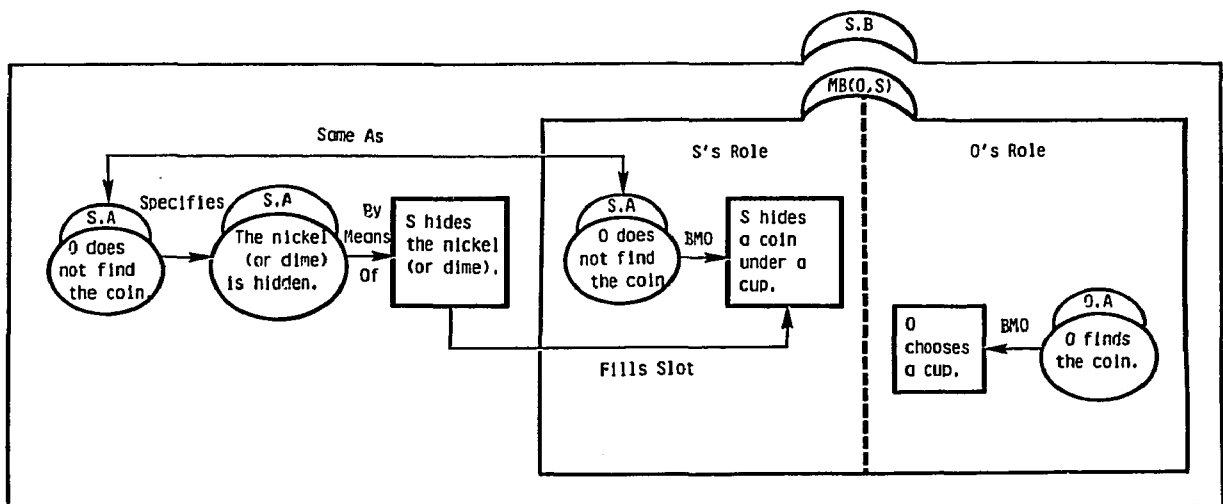 S.B
MB(O,S)
Same As
S's Role
O's Role
S.A
O does
not find
the coin.
Specifies
S.A
The nickel
(or dime)
is hidden.
By
Means
Of
S hides
the nickel
(or dime).
S.A
O does
not find
the coin.
BMO
S hides
a coin
under a
cup.
O
chooses
a cup.
BMO
O.A
O finds
the coin.
Fills Slot